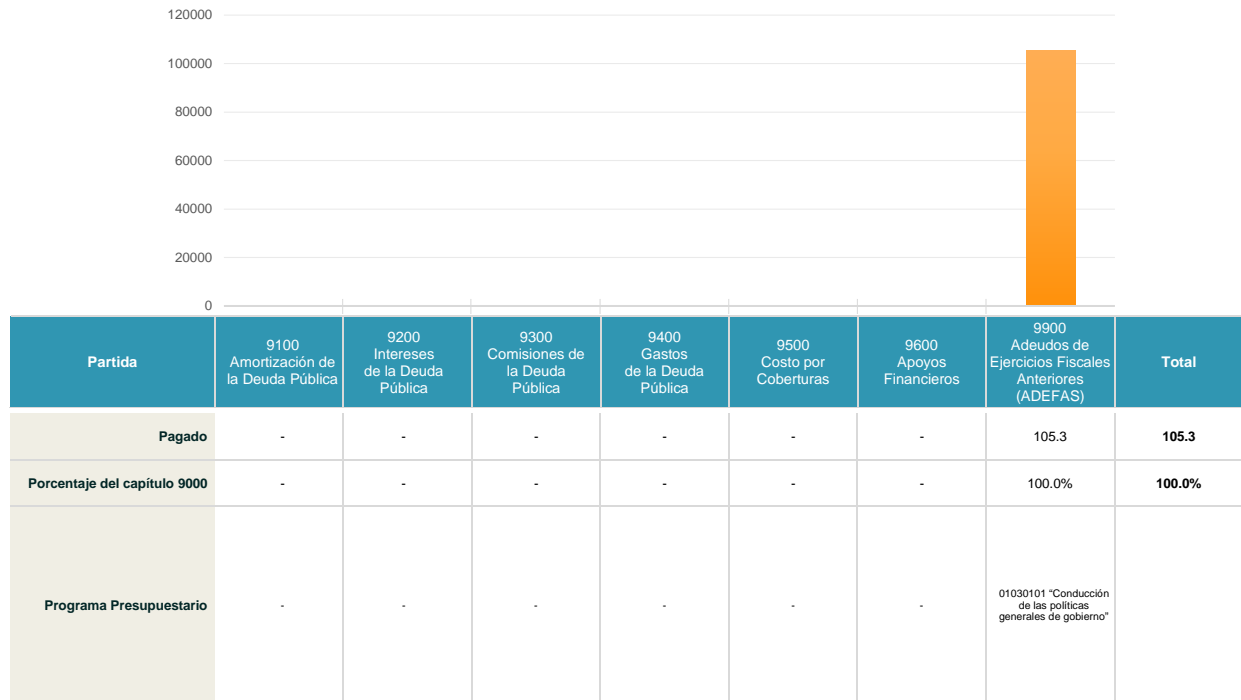 120000
100000
80000
60000
40000
20000
0
Partida
9100
Amortización de
la Deuda Pública
9200
Intereses
de la Deuda
Pública
9300
Comisiones de
la Deuda
Pública
9400
Gastos
de la Deuda
Pública
9500
Costo por
Coberturas
9600
Apoyos
Financieros
9900
Adeudos de
Ejercicios Fiscales
Anteriores
(ADEFAS)
Total
Pagado - - - - - - 105.3 105.3
Porcentaje del capítulo 9000 - - - - - - 100.0% 100.0%
Programa Presupuestario - - - - - -
01030101 “Conducción
de las políticas
generales de gobierno”